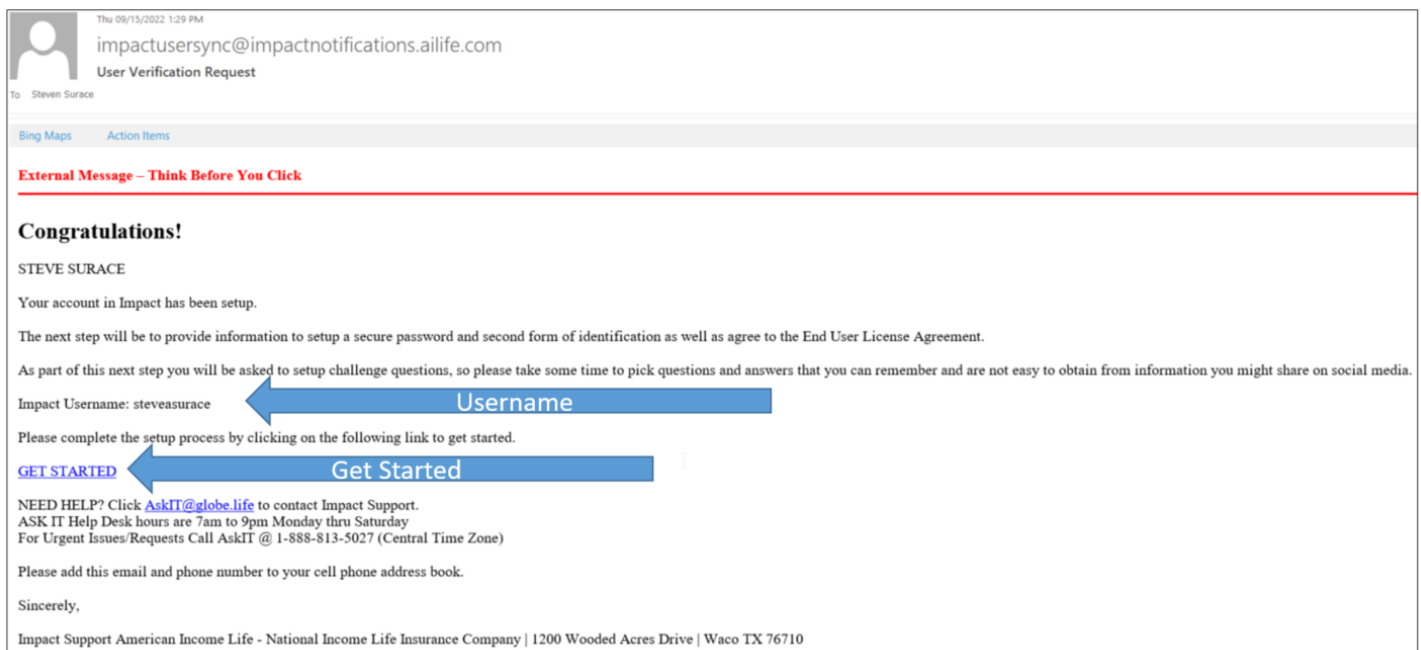 Thu 09/15/2022 1:29 PM
impactusersync@impactnotifications.ailife.com
User Verification Request
To Steven Surace
Bing Maps Action Items
External Message – Think Before You Click
Congratulations!
STEVE SURACE
Your account in Impact has been setup.
The next step will be to provide information to setup a secure password and second form of identification as well as agree to the End User License Agreement.
As part of this next step you will be asked to setup challenge questions, so please take some time to pick questions and answers that you can remember and are not easy to obtain from information you might share on social media.
Impact Username: steveasurace Username
Please complete the setup process by clicking on the following link to get started.
GET STARTED Get Started
NEED HELP? Click AskIT@globe.life to contact Impact Support.
ASK IT Help Desk hours are 7am to 9pm Monday thru Saturday
For Urgent Issues/Requests Call AskIT @ 1-888-813-5027 (Central Time Zone)
Please add this email and phone number to your cell phone address book.
Sincerely,
Impact Support American Income Life - National Income Life Insurance Company | 1200 Wooded Acres Drive | Waco TX 76710